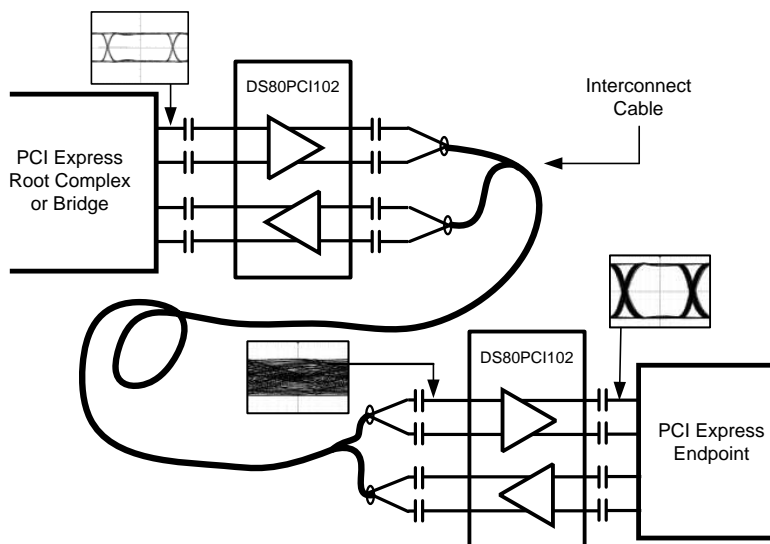 DS80PCI102
Interconnect
Cable
PCI Express
Root Complex
or Bridge
DS80PCI102
PCI Express
Endpoint